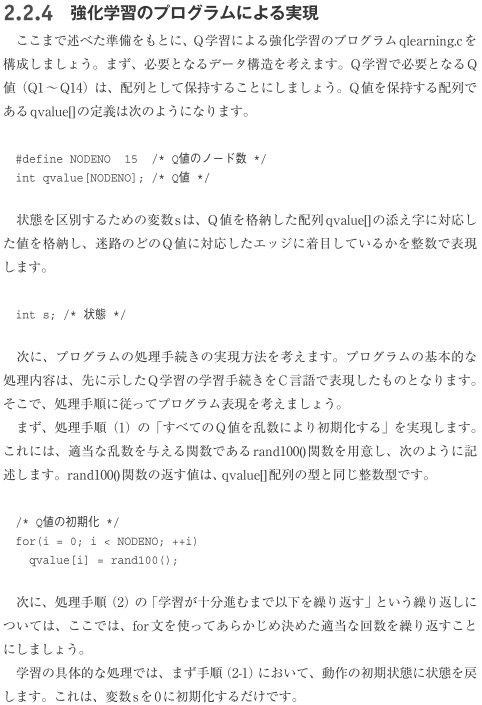 2.2.4 強化学習のプログラムによる実現
ここまで述べた準備をもとに、Q学習による強化学習のプログラムqlearning.cを
構成しましょう。まず、必要となるデータ構造を考えます。Q学習で必要となるQ
値（Q1～Q14）は、配列として保持することにしましょう。Q値を保持する配列で
あるqvalue[]の定義は次のようになります。
#define NODENO  15  /* Q値のノード数 */
int qvalue[NODENO]; /* Q値 */
状態を区別するための変数sは、Q値を格納した配列qvalue[]の添え字に対応し
た値を格納し、迷路のどのQ値に対応したエッジに着目しているかを整数で表現
します。
int s; /* 状態 */
次に、プログラムの処理手続きの実現方法を考えます。プログラムの基本的な
処理内容は、先に示したQ学習の学習手続きをC言語で表現したものとなります。
そこで、処理手順に従ってプログラム表現を考えましょう。
まず、処理手順（1）の「すべてのQ値を乱数により初期化する」を実現します。
これには、適当な乱数を与える関数であるrand100()関数を用意し、次のように記
述します。rand100()関数の返す値は、qvalue[]配列の型と同じ整数型です。
/* Q値の初期化 */
for(i = 0; i < NODENO; ++i)
  qvalue[i] = rand100();
次に、処理手順（2）の「学習が十分進むまで以下を繰り返す」という繰り返しに
ついては、ここでは、for文を使ってあらかじめ決めた適当な回数を繰り返すこと
にしましょう。
学習の具体的な処理では、まず手順（2-1）において、動作の初期状態に状態を戻
します。これは、変数sを0に初期化するだけです。